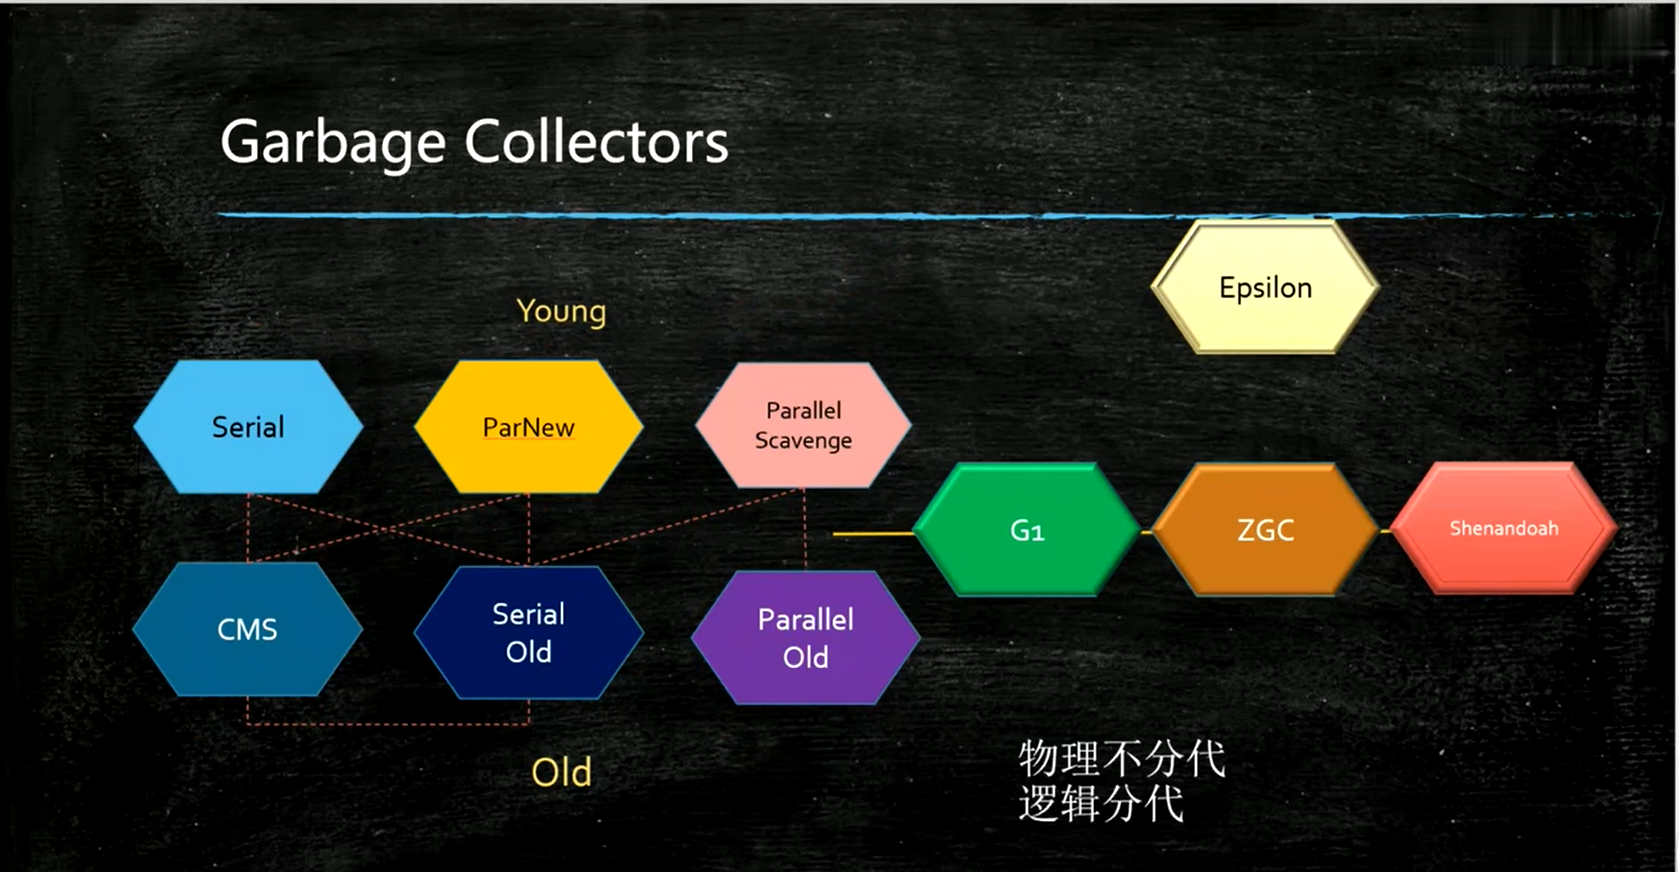 Garbage Collectors
Epsilon
Young
Serial
ParNew
Parallel
Scavenge
G1
ZGC
Shenandoah
CMS
Serial
Old
Parallel
Old
Old
物理不分代
逻辑分代